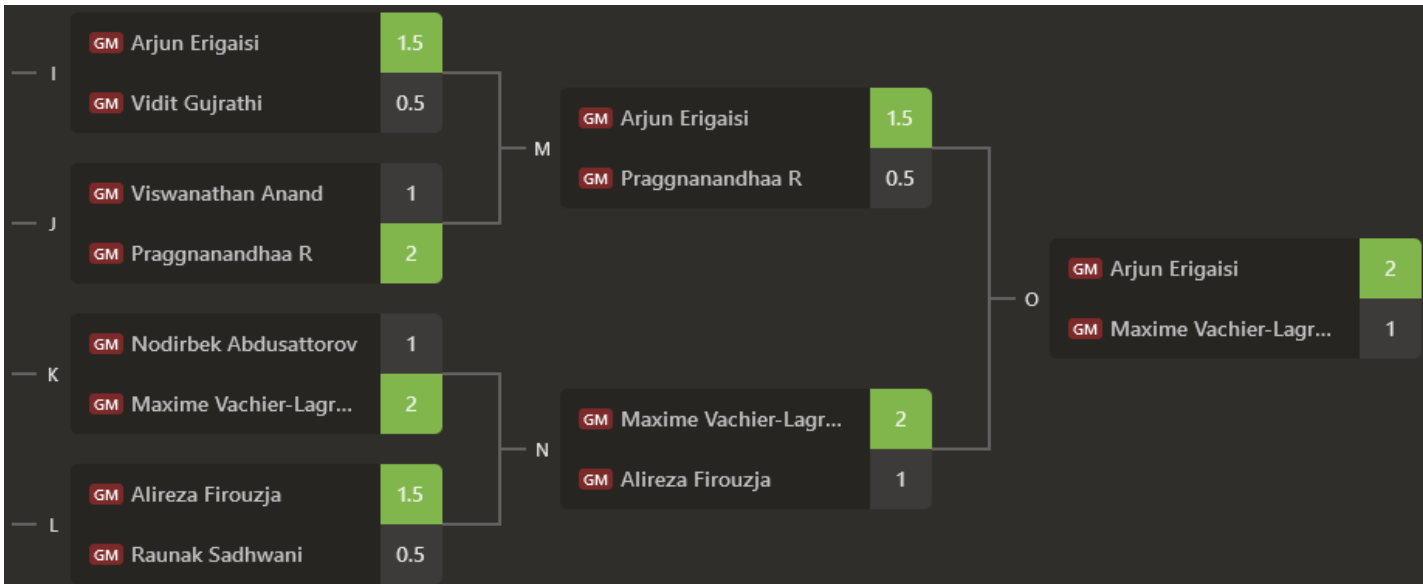 I
GM Arjun Erigaisi 1.5
GM Vidit Gujrathi 0.5
J
GM Viswanathan Anand 1
GM Praggnanandhaa R 2
K
GM Nodirbek Abdusattorov 1
GM Maxime Vachier-Lagr... 2
L
GM Alireza Firouzja 1.5
GM Raunak Sadhwani 0.5
M
GM Arjun Erigaisi 1.5
GM Praggnanandhaa R 0.5
N
GM Maxime Vachier-Lagr... 2
GM Alireza Firouzja 1
O
GM Arjun Erigaisi 2
GM Maxime Vachier-Lagr... 1